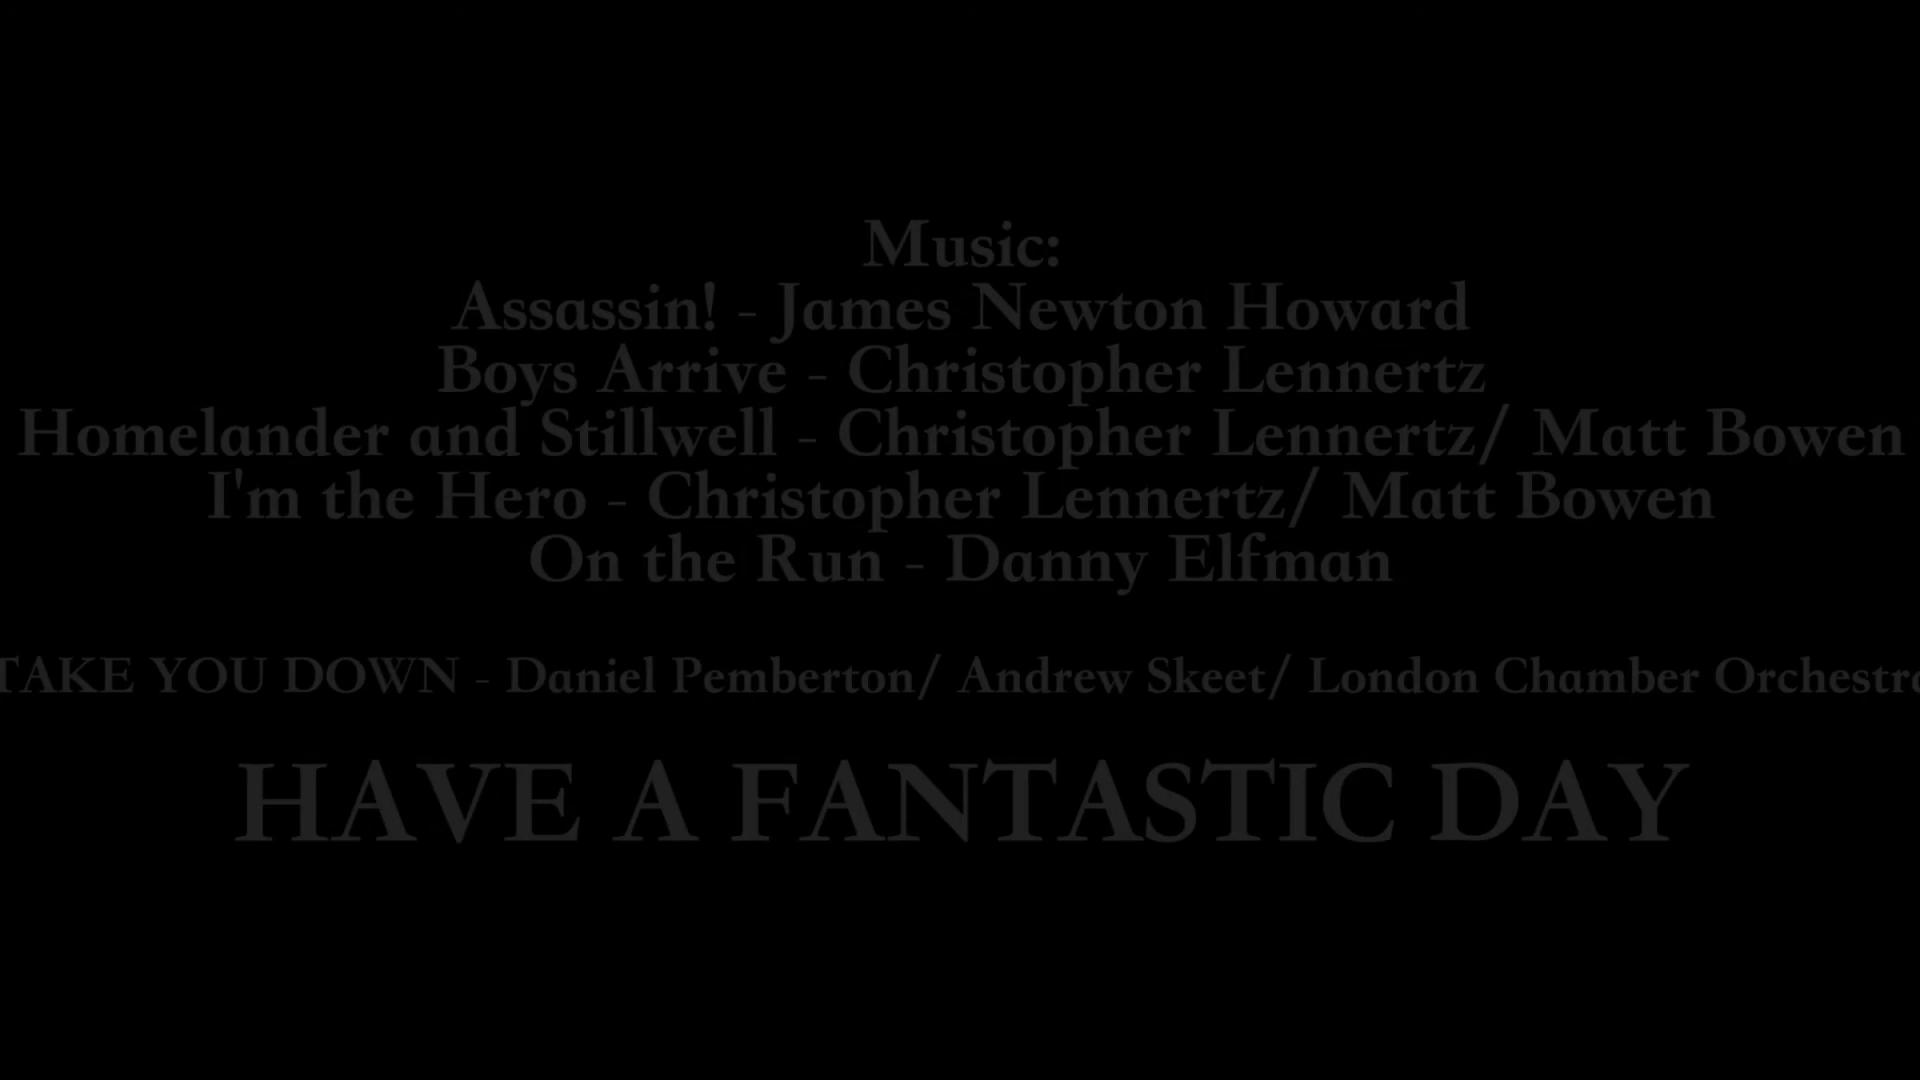 Music:
Assassin! - James Newton Howard
Boys Arrive - Christopher Lennertz
Homelander and Stillwell - Christopher Lennertz/ Matt Bowen
I'm the Hero - Christopher Lennertz/ Matt Bowen
On the Run - Danny Elfman
TAKE YOU DOWN - Daniel Pemberton/ Andrew Skeet/ London Chamber Orchestra
HAVE A FANTASTIC DAY